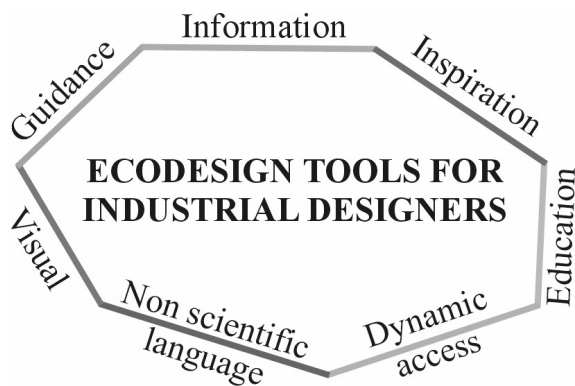 Information
Guidance
Inspiration
ECODESIGN TOOLS FOR
INDUSTRIAL DESIGNERS
Visual
Education
Non scientific
language
Dynamic
access